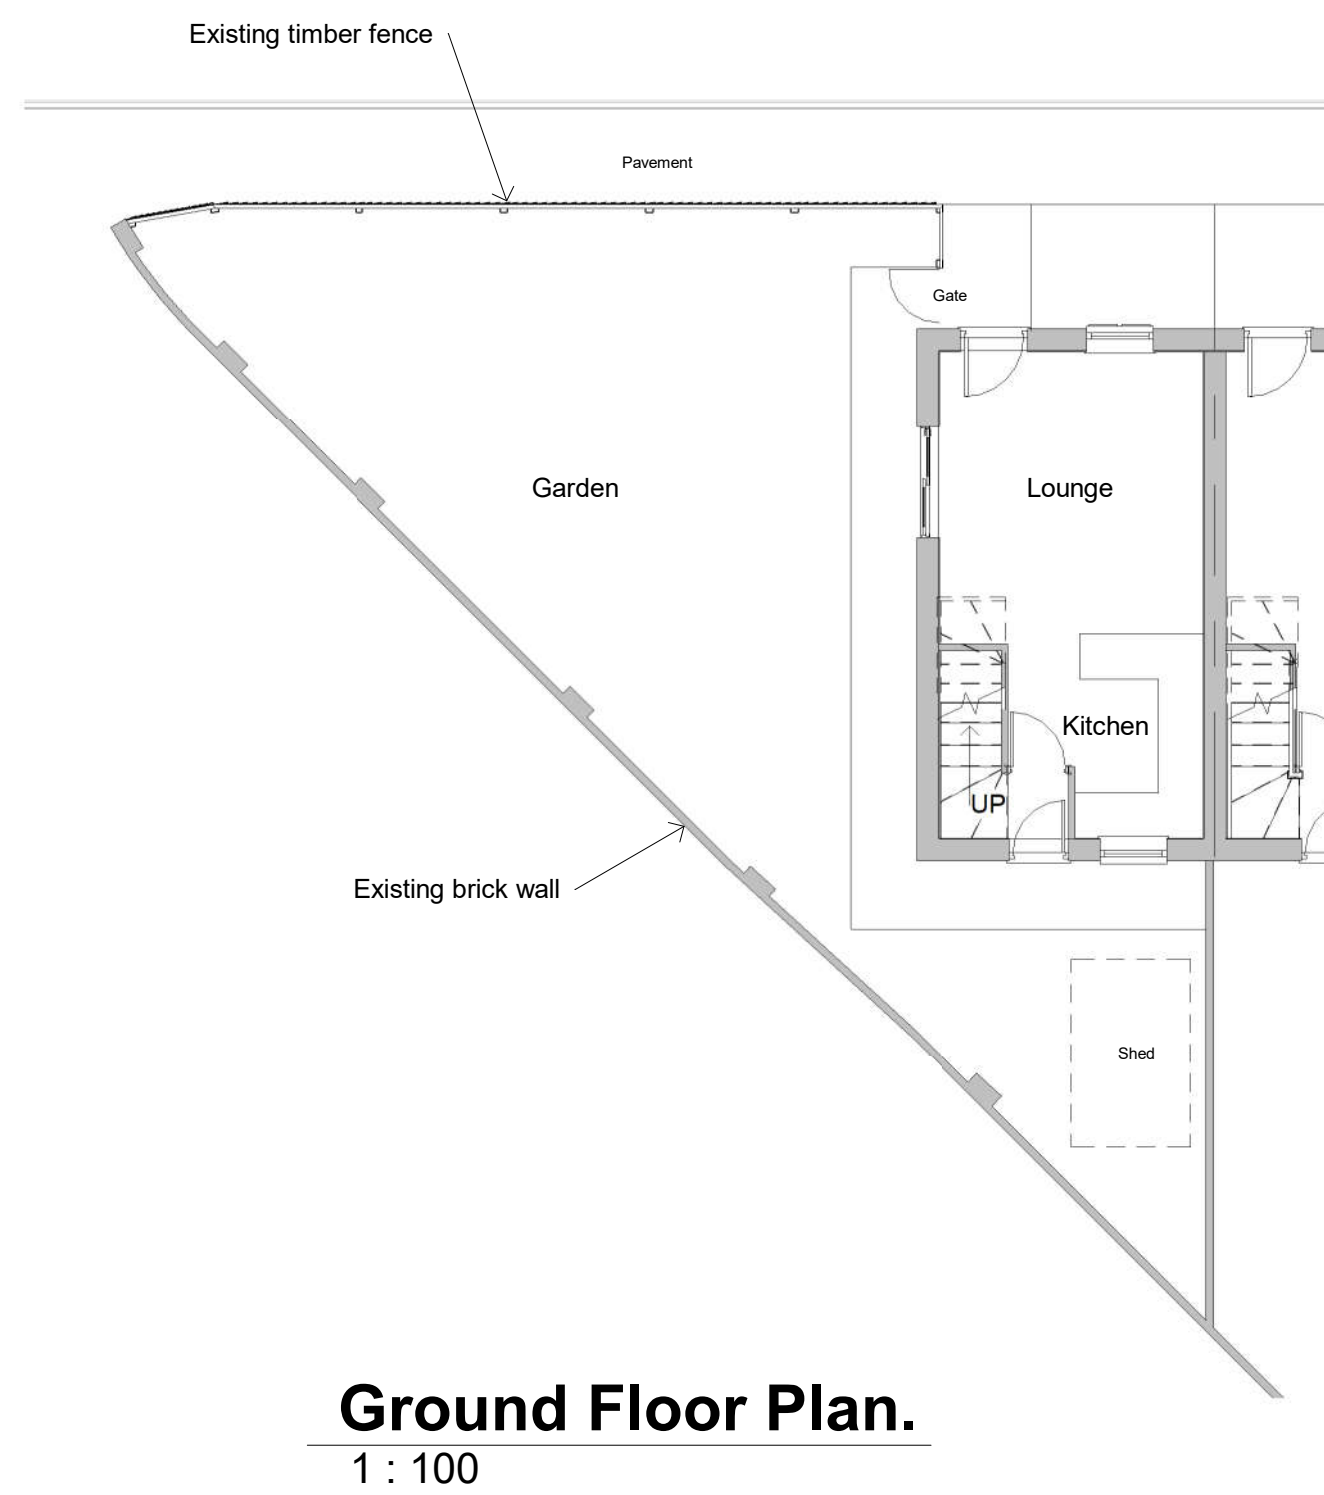 Existing timber fence
Pavement
Gate
Garden
Lounge
Kitchen
UP
Existing brick wall
Shed
Ground Floor Plan.
1 : 100